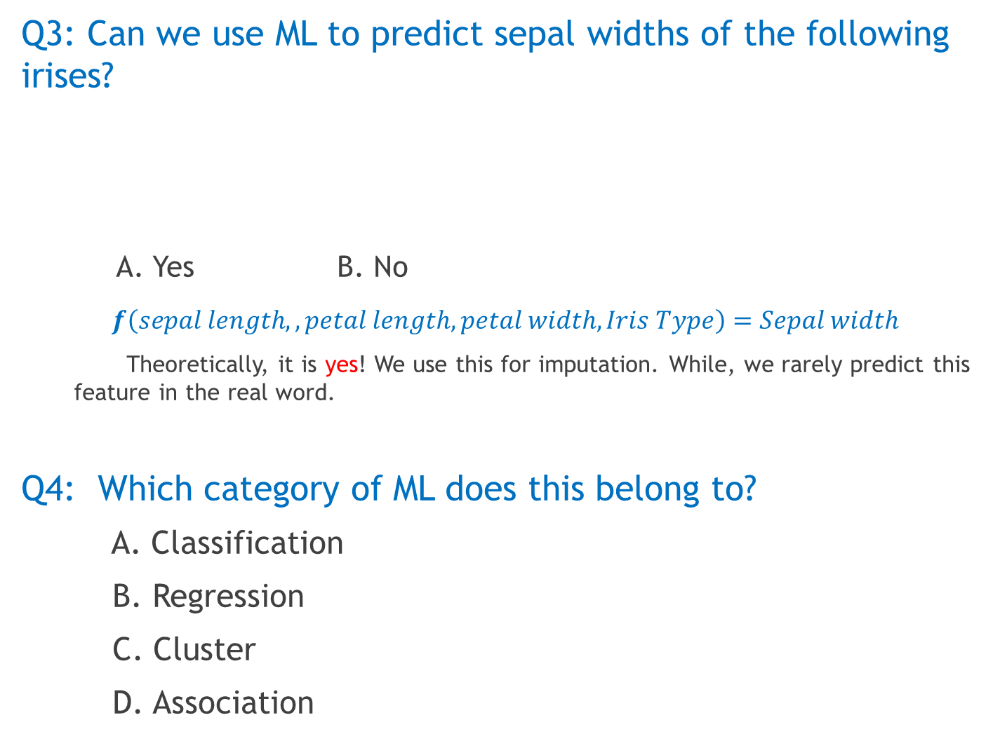 Q3: Can we use ML to predict sepal widths of the following
irises?
A. Yes B. No
f(sepal length, , petal length, petal width, Iris Type) = Sepal width
Theoretically, it is yes! We use this for imputation. While, we rarely predict this
feature in the real word.
Q4: Which category of ML does this belong to?
A. Classification
B. Regression
C. Cluster
D. Association